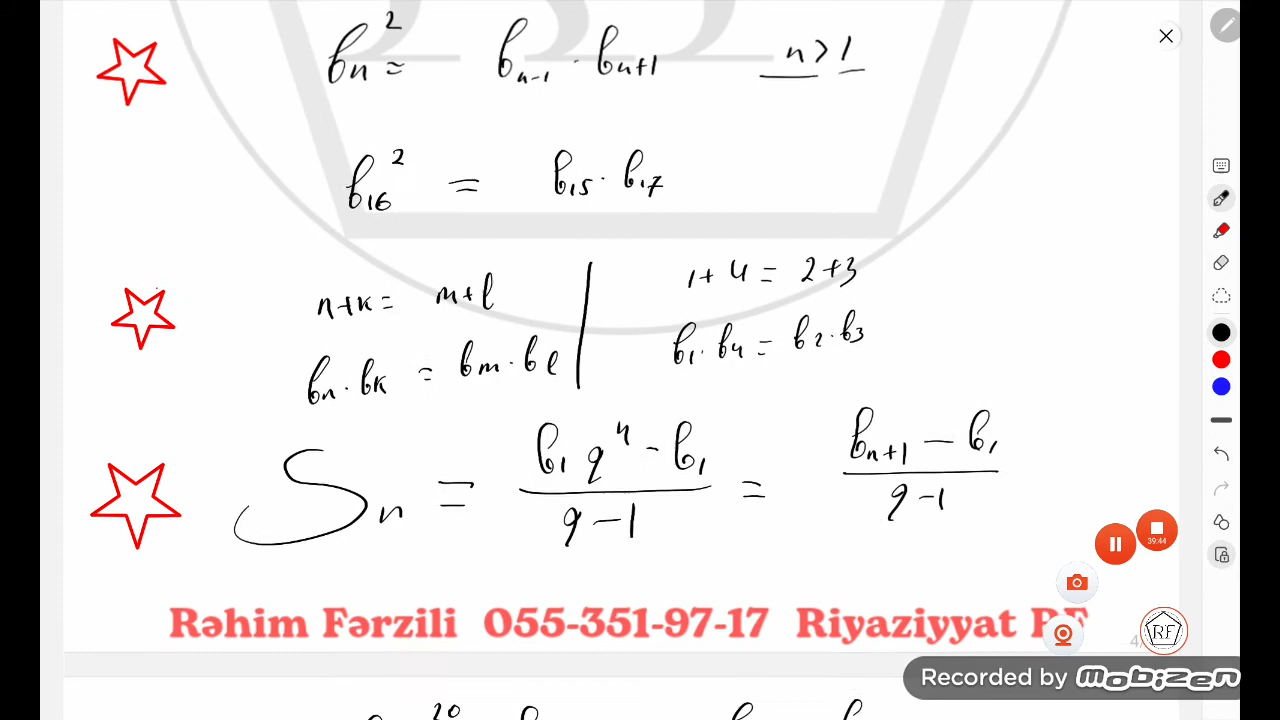 bn² = bn-1 · bn+1 n>1
b16² = b15 · b17
n+k = m+l
1+4 = 2+3
bn · bk = bm · bl
b1 · b4 = b2 · b3
Sn = (b1 qⁿ - b1)/(q-1) = (bn+1 - b1)/(q-1)
39:44
Rəhim Fərzili 055-351-97-17 Riyaziyyat RF
RF
Recorded by mobizen
20